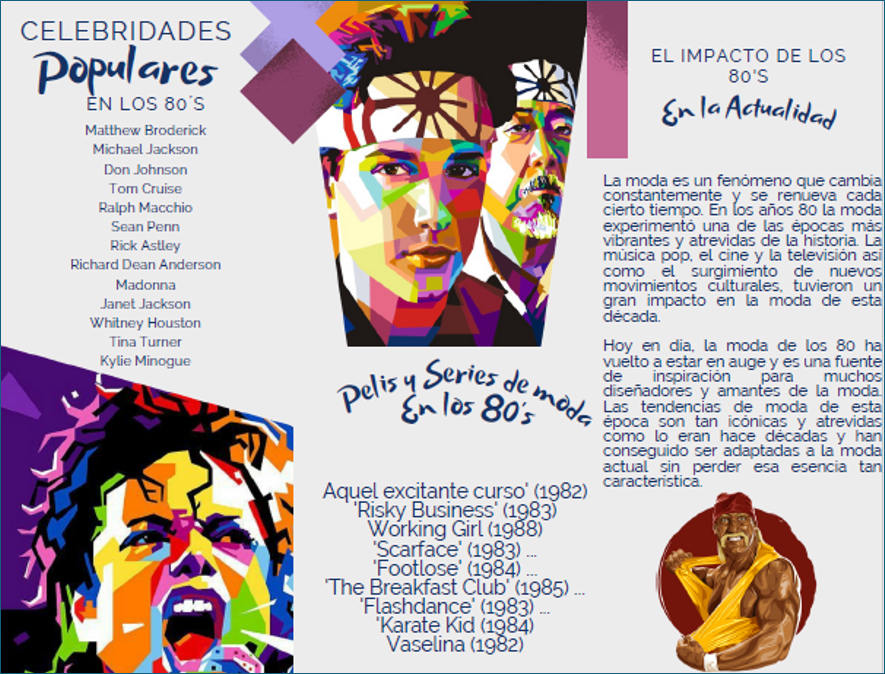 CELEBRIDADES
Populares
EN LOS 80´S
Matthew Broderick
Michael Jackson
Don Johnson
Tom Cruise
Ralph Macchio
Sean Penn
Rick Astley
Richard Dean Anderson
Madonna
Janet Jackson
Whitney Houston
Tina Turner
Kylie Minogue
Pelis y Series de moda
En los 80's
Aquel excitante curso' (1982)
'Risky Business' (1983)
Working Girl (1988)
'Scarface' (1983) ...
'Footlose' (1984) ...
'The Breakfast Club' (1985) ...
'Flashdance' (1983) ...
'Karate Kid (1984)
Vaselina (1982)
EL IMPACTO DE LOS
80'S
En la Actualidad
La moda es un fenómeno que cambia
constantemente y se renueva cada
cierto tiempo. En los años 80 la moda
experimentó una de las épocas más
vibrantes y atrevidas de la historia. La
música pop, el cine y la televisión así
como el surgimiento de nuevos
movimientos culturales, tuvieron un
gran impacto en la moda de esta
década.
Hoy en día, la moda de los 80 ha
vuelto a estar en auge y es una fuente
de inspiración para muchos
diseñadores y amantes de la moda.
Las tendencias de moda de esta
época son tan icónicas y atrevidas
como lo eran hace décadas y han
conseguido ser adaptadas a la moda
actual sin perder esa esencia tan
característica.